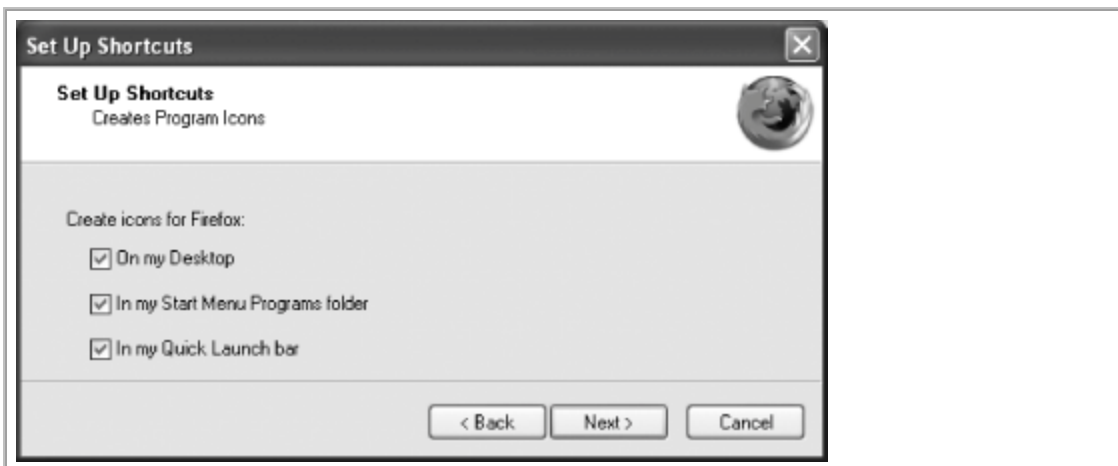 Set Up Shortcuts
Set Up Shortcuts
Creates Program Icons
Create icons for Firefox:
On my Desktop
In my Start Menu Programs folder
In my Quick Launch bar
< Back Next > Cancel